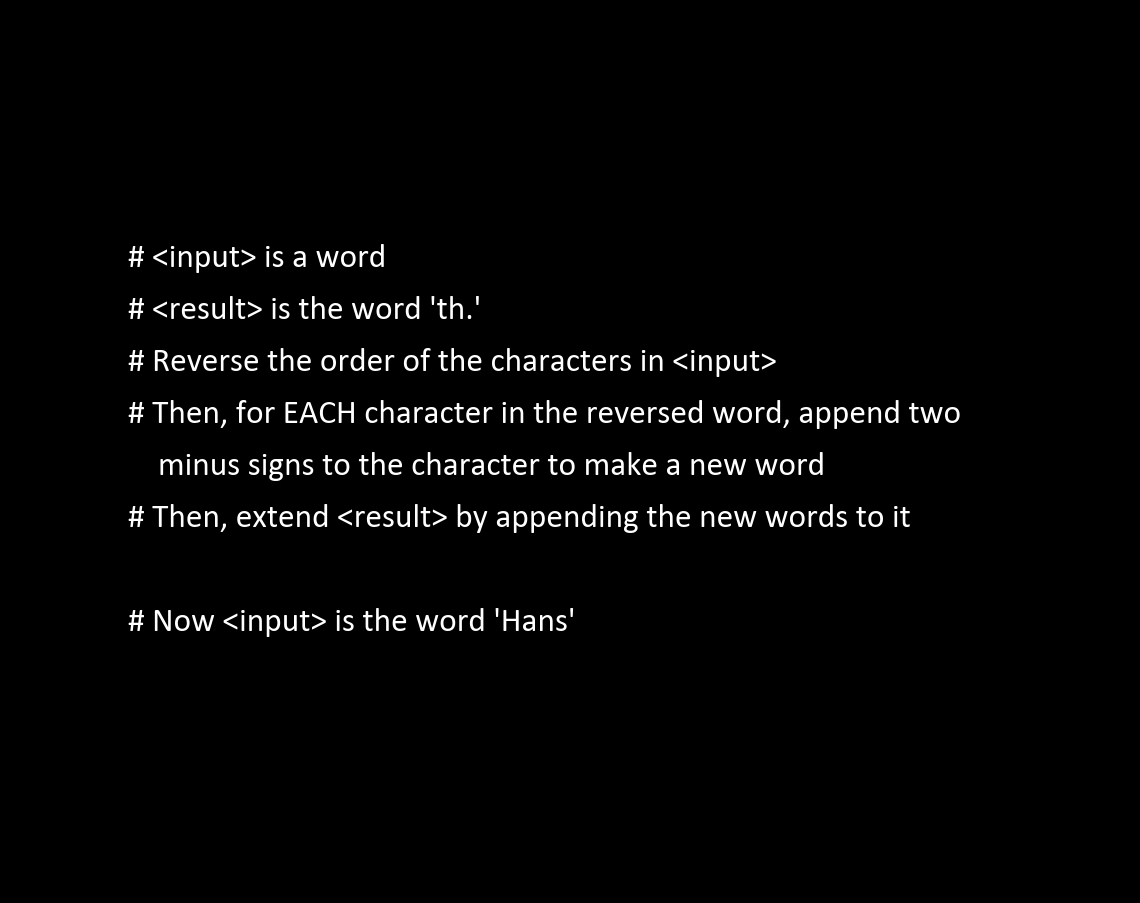 # <input> is a word
# <result> is the word 'th.'
# Reverse the order of the characters in <input>
# Then, for EACH character in the reversed word, append two
minus signs to the character to make a new word
# Then, extend <result> by appending the new words to it
# Now <input> is the word 'Hans'